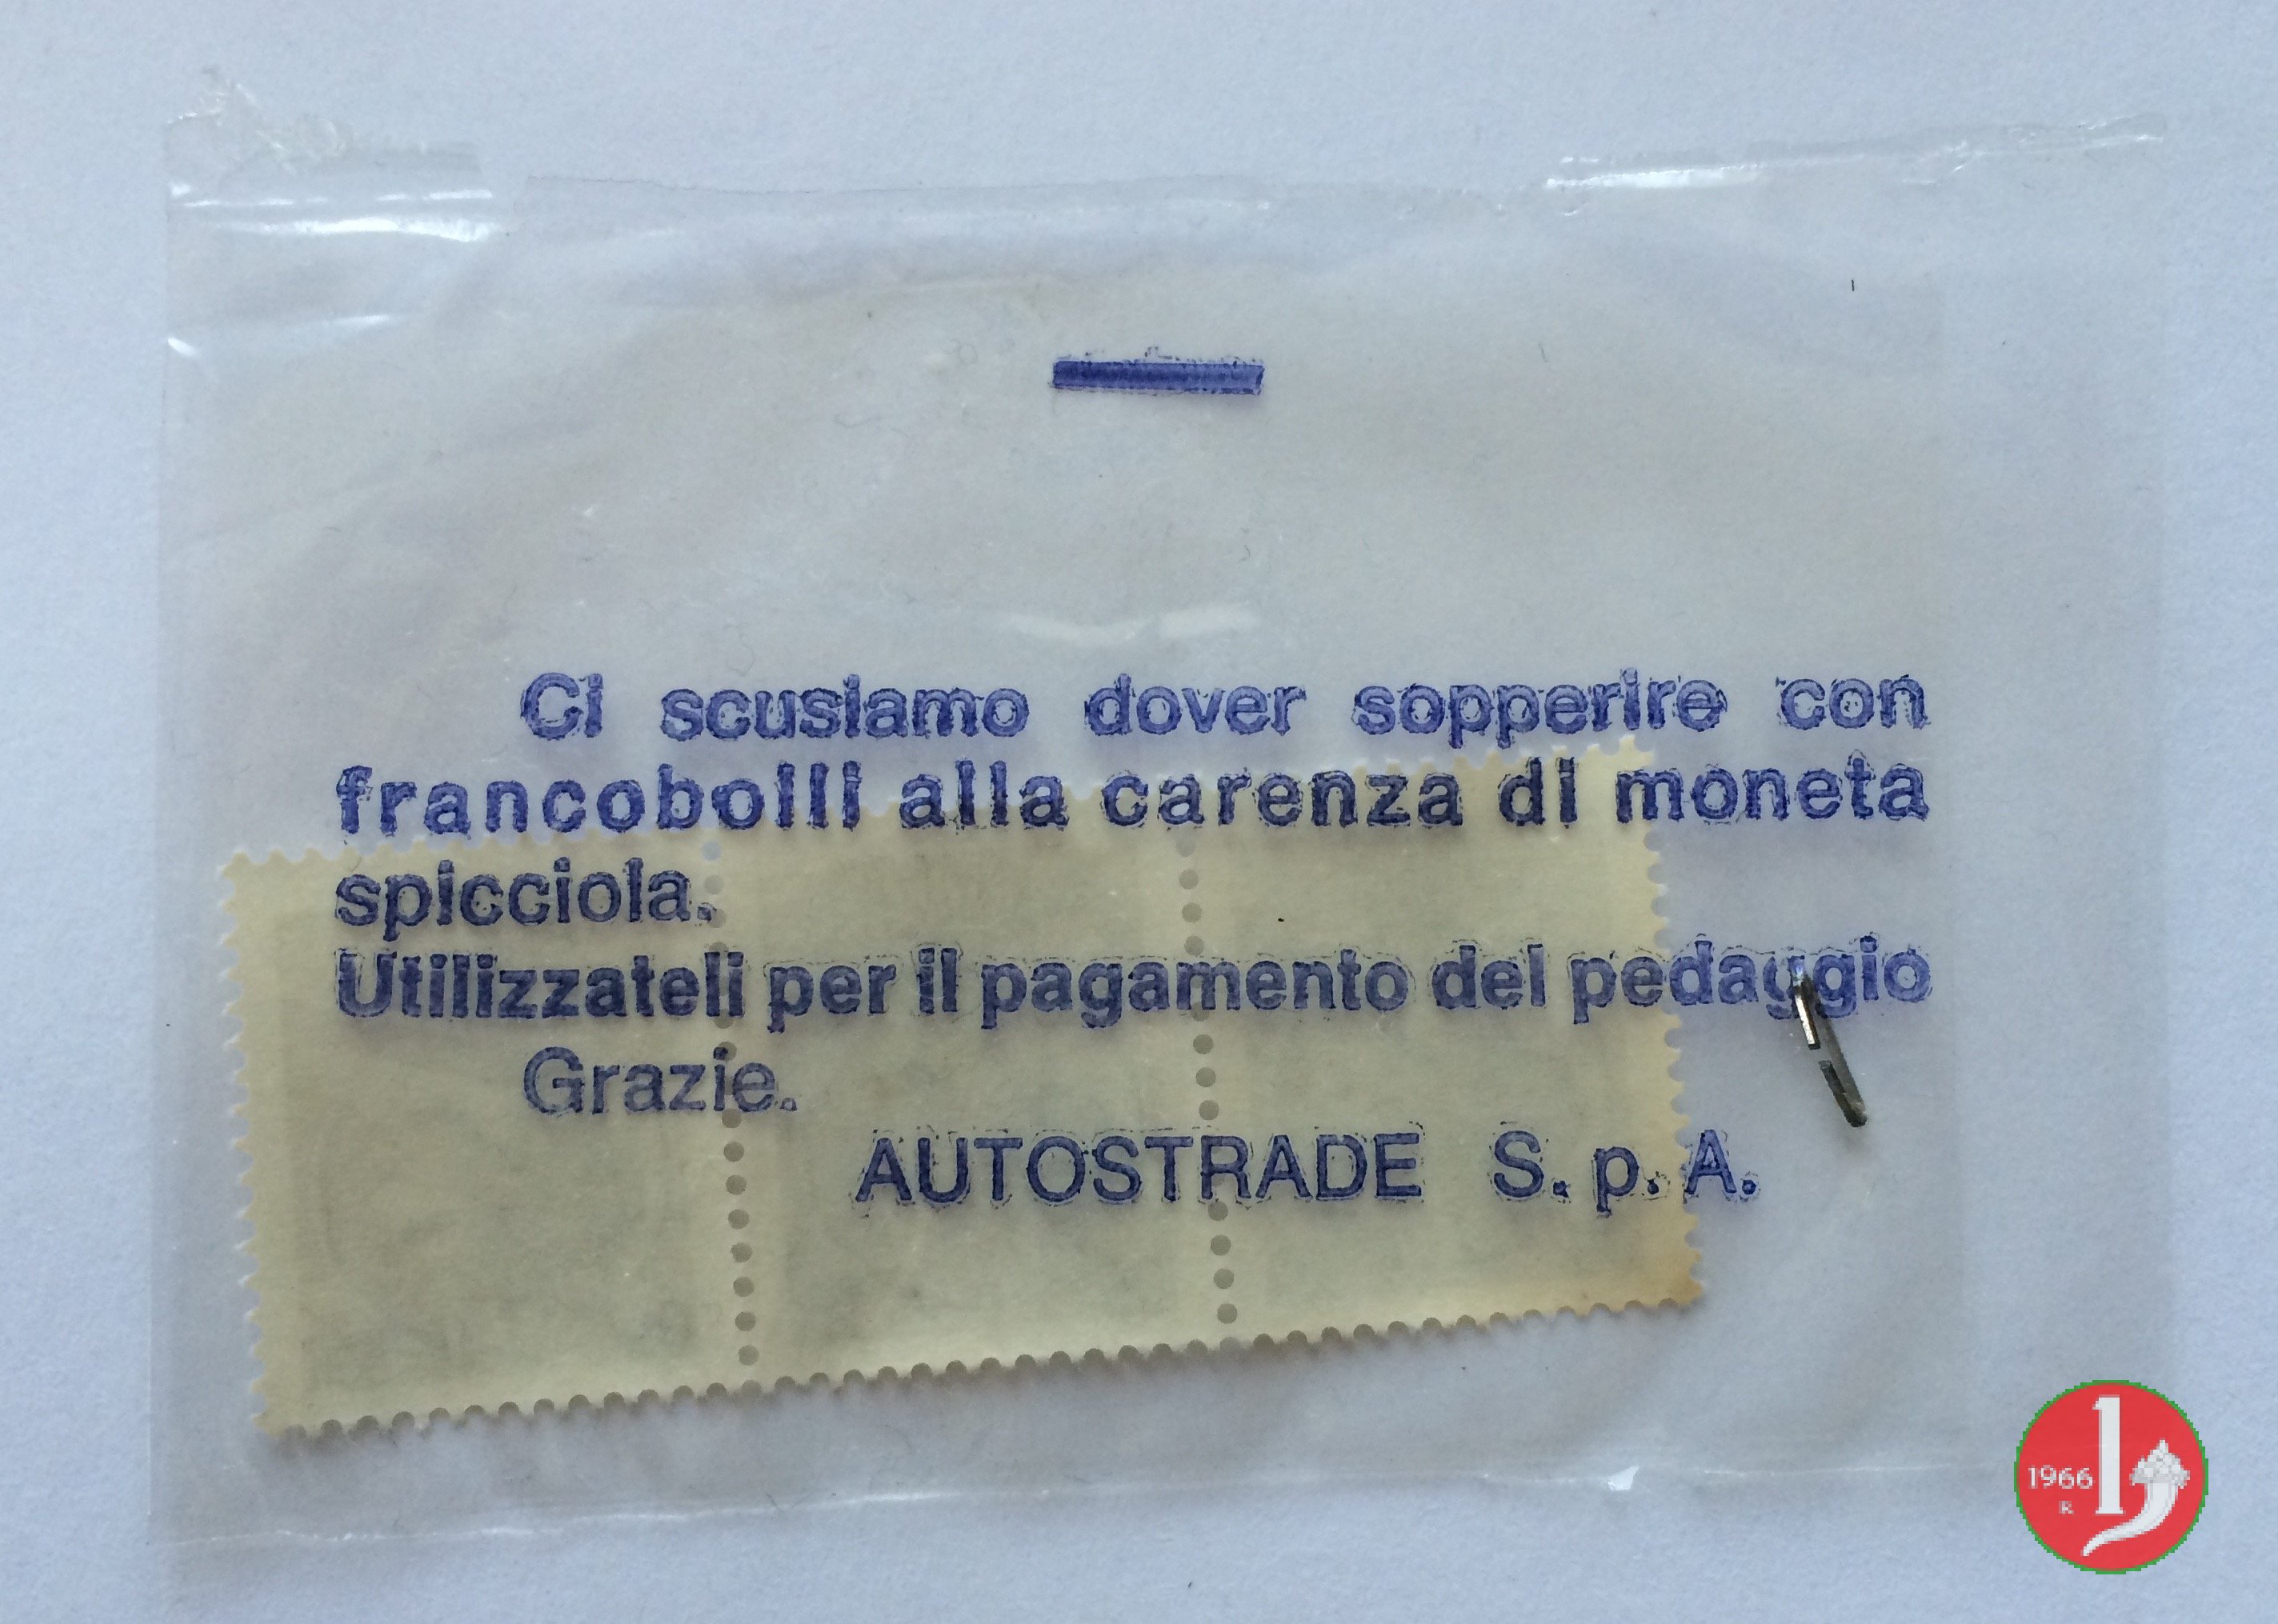 Ci scusiamo dover sopperire con
francobolli alla carenza di moneta
spicciola.
Utilizzateli per il pagamento del pedaggio
Grazie.
AUTOSTRADE S. p. A.
1966
R